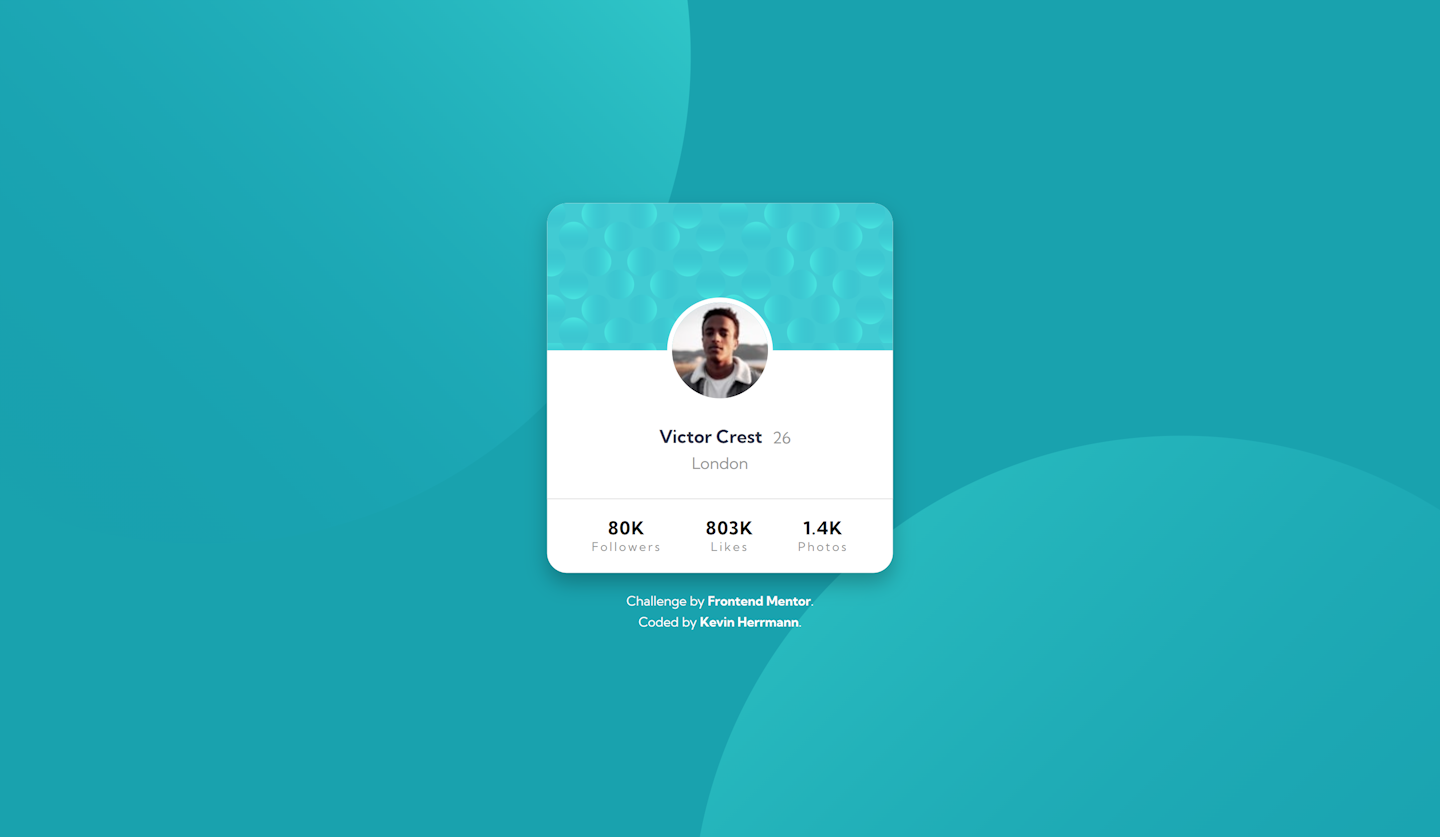 Victor Crest 26
London
80K 803K 1.4K
Followers Likes Photos
Challenge by Frontend Mentor.
Coded by Kevin Herrmann.